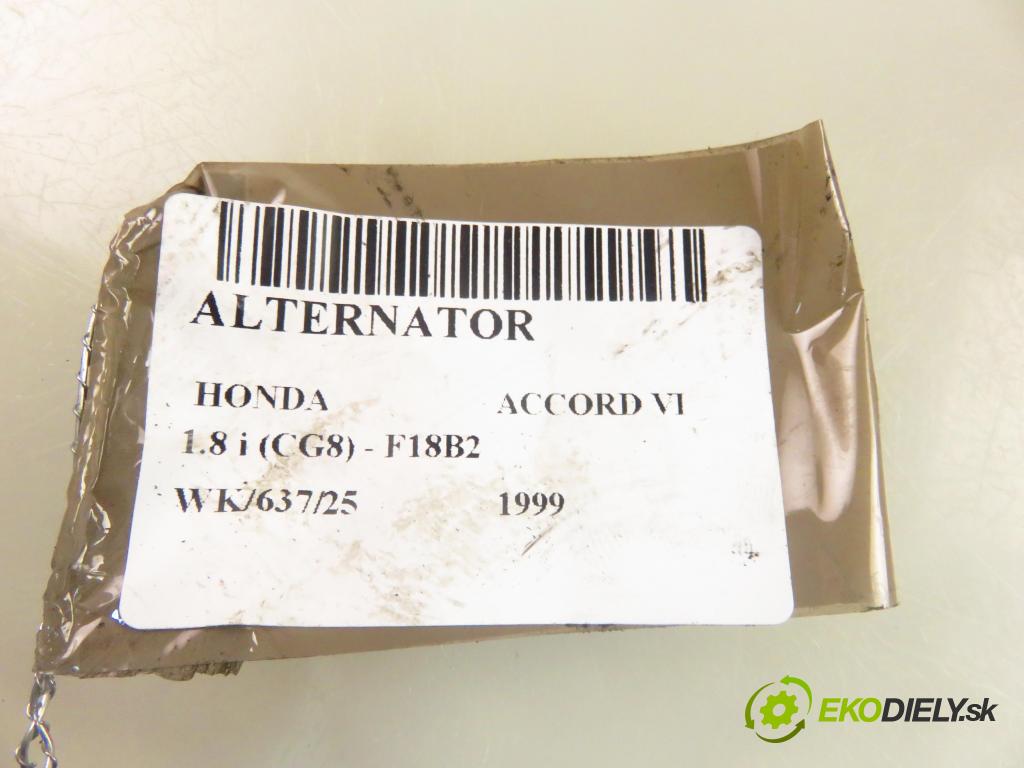 ALTERNATOR
HONDA ACCORD VI
1.8 i (CG8) - F18B2
WK/637/25 1999
EKODIELY.sk